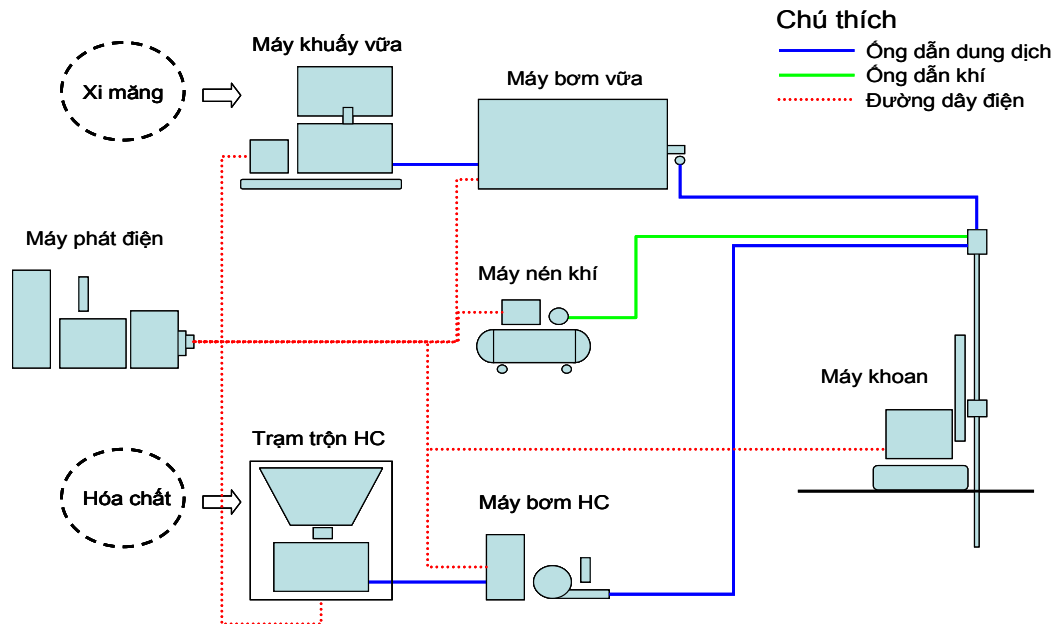 Chú thích
Ống dẫn dung dịch
Ống dẫn khí
Đường dây điện
Máy khuấy vữa
Xi măng
Máy bơm vữa
Máy phát điện
Máy nén khí
Máy khoan
Trạm trộn HC
Hóa chất
Máy bơm HC